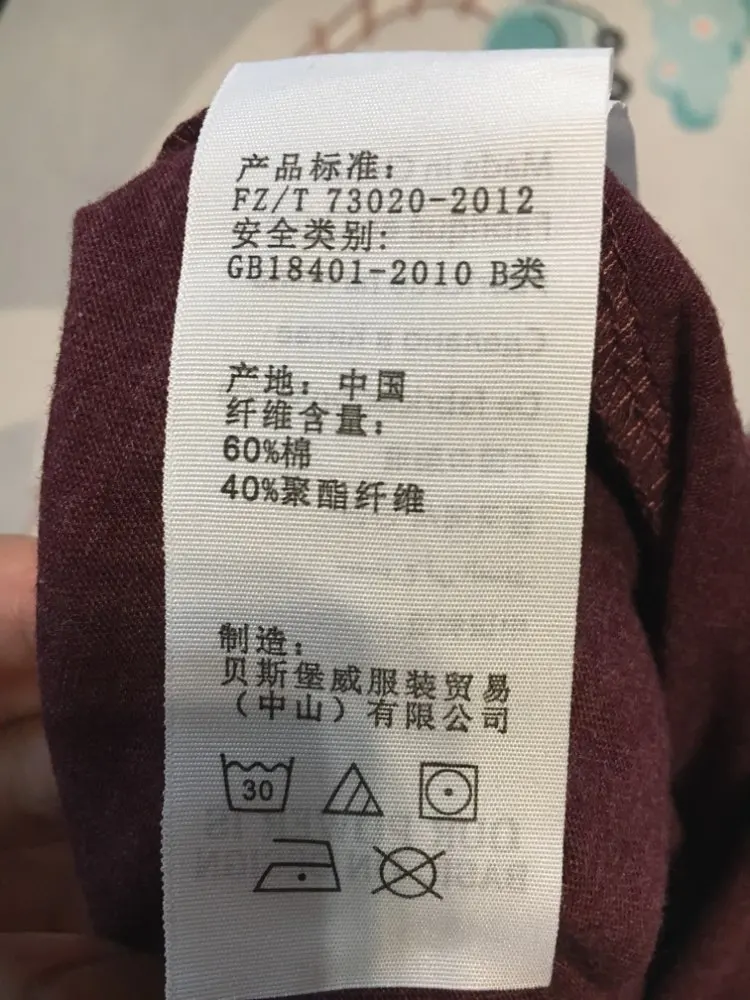 产品标准：
FZ/T 73020-2012
安全类别：
GB18401-2010 B类
产地：中国
纤维含量：
60%棉
40%聚酯纤维
制造：
贝斯堡威服装贸易
（中山）有限公司
30